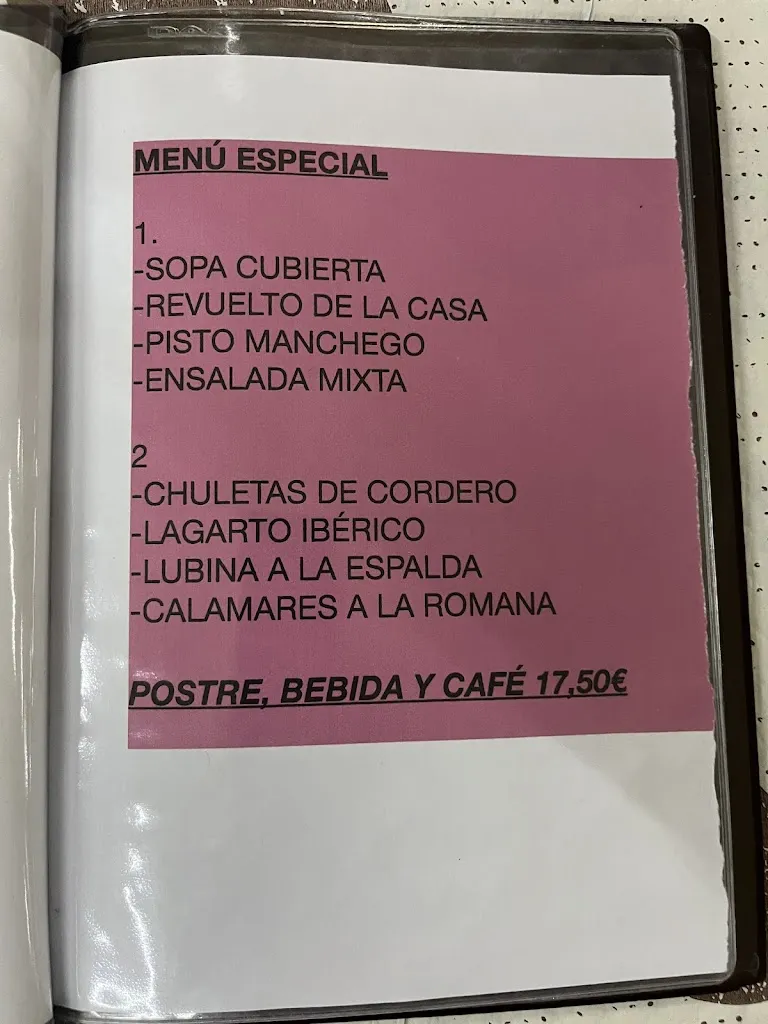 MENÚ ESPECIAL
1.
-SOPA CUBIERTA
-REVUELTO DE LA CASA
-PISTO MANCHEGO
-ENSALADA MIXTA
2
-CHULETAS DE CORDERO
-LAGARTO IBÉRICO
-LUBINA A LA ESPALDA
-CALAMARES A LA ROMANA
POSTRE, BEBIDA Y CAFÉ 17,50€